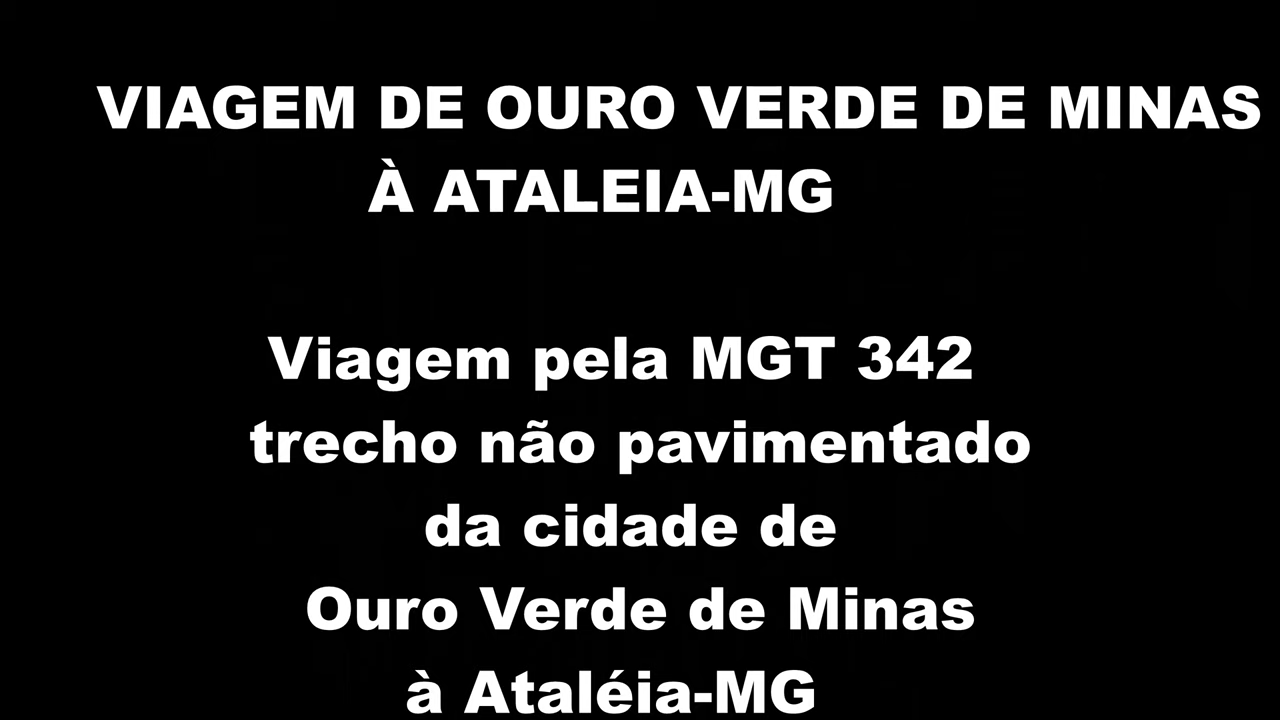 VIAGEM DE OURO VERDE DE MINAS
À ATALEIA-MG
Viagem pela MGT 342
trecho não pavimentado
da cidade de
Ouro Verde de Minas
à Ataléia-MG